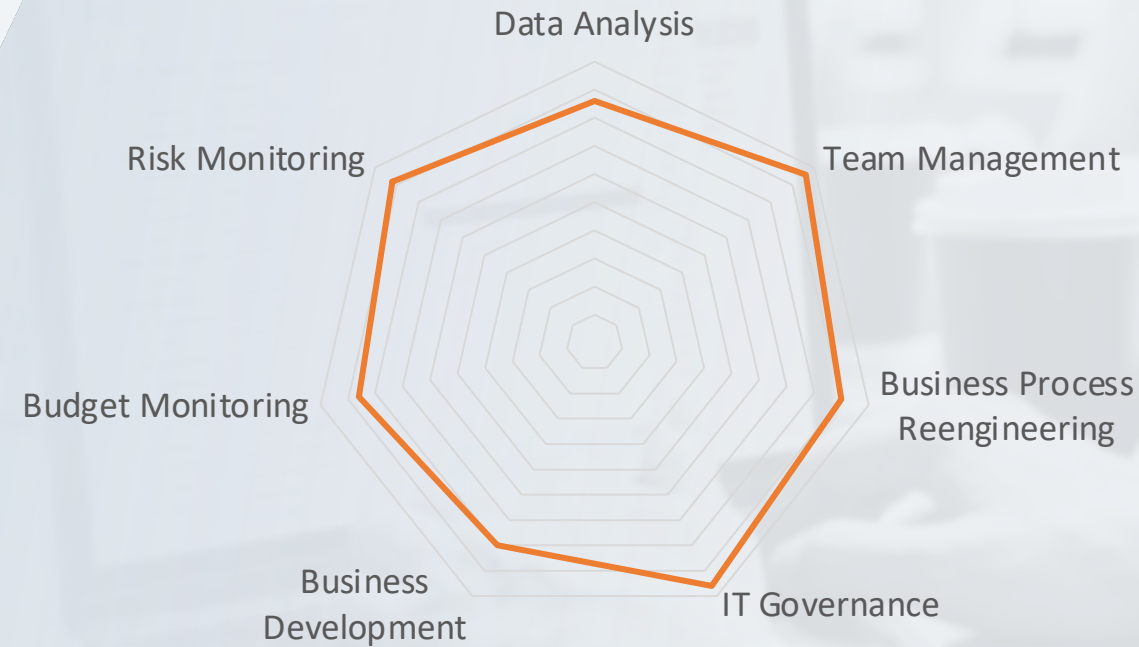 Data Analysis
Team Management
Business Process
Reengineering
IT Governance
Business
Development
Budget Monitoring
Risk Monitoring